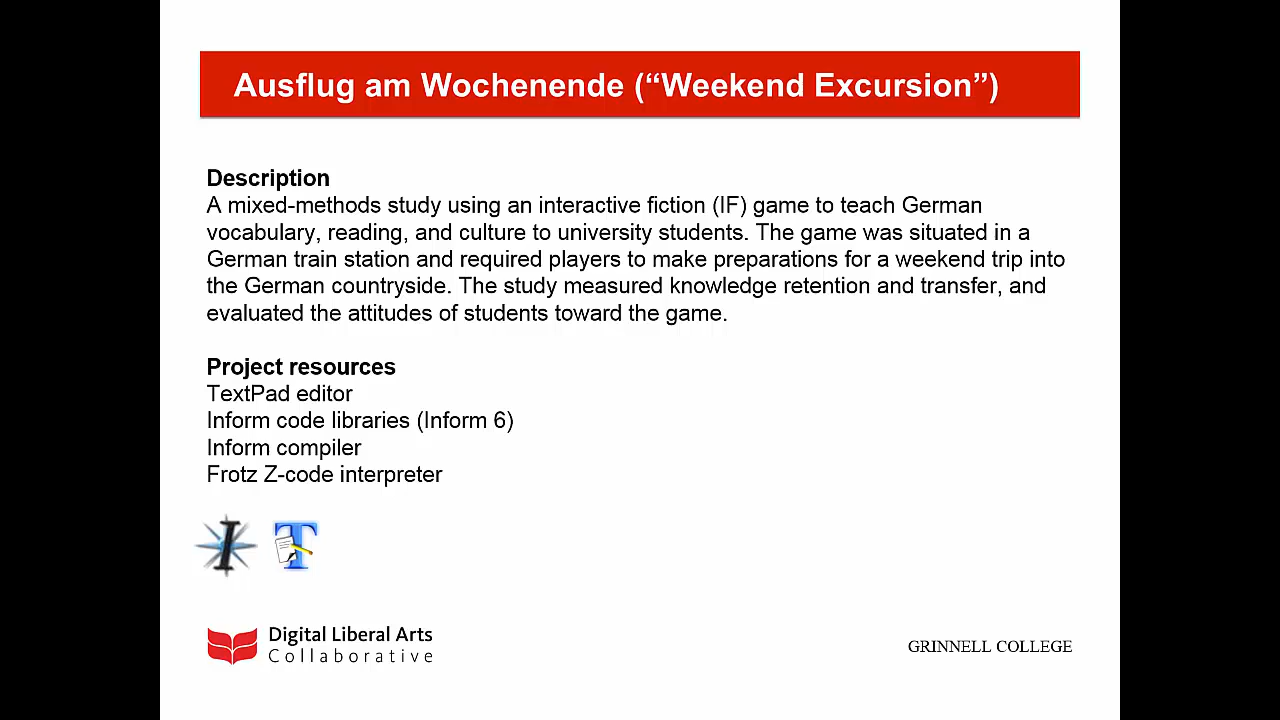 Ausflug am Wochenende (“Weekend Excursion”)
Description
A mixed-methods study using an interactive fiction (IF) game to teach German
vocabulary, reading, and culture to university students. The game was situated in a
German train station and required players to make preparations for a weekend trip into
the German countryside. The study measured knowledge retention and transfer, and
evaluated the attitudes of students toward the game.
Project resources
TextPad editor
Inform code libraries (Inform 6)
Inform compiler
Frotz Z-code interpreter
I T
Digital Liberal Arts
Collaborative
GRINNELL COLLEGE